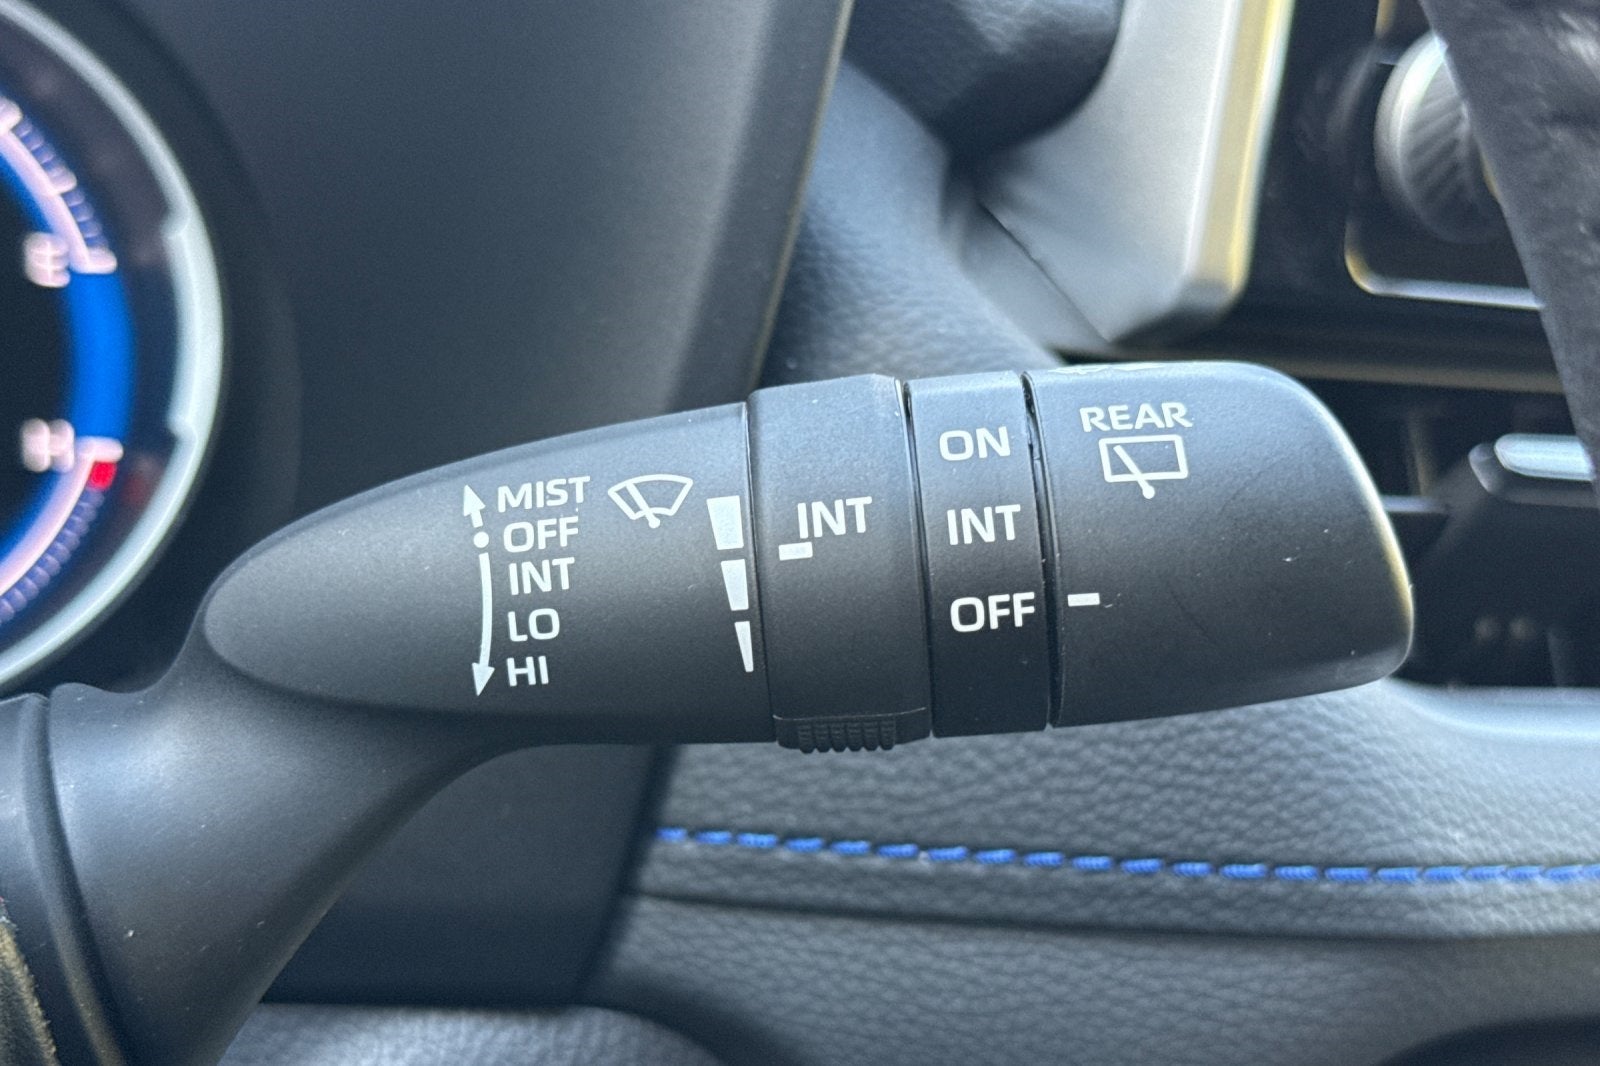 MIST
OFF
INT
LO
HI
INT
ON
INT
OFF
REAR